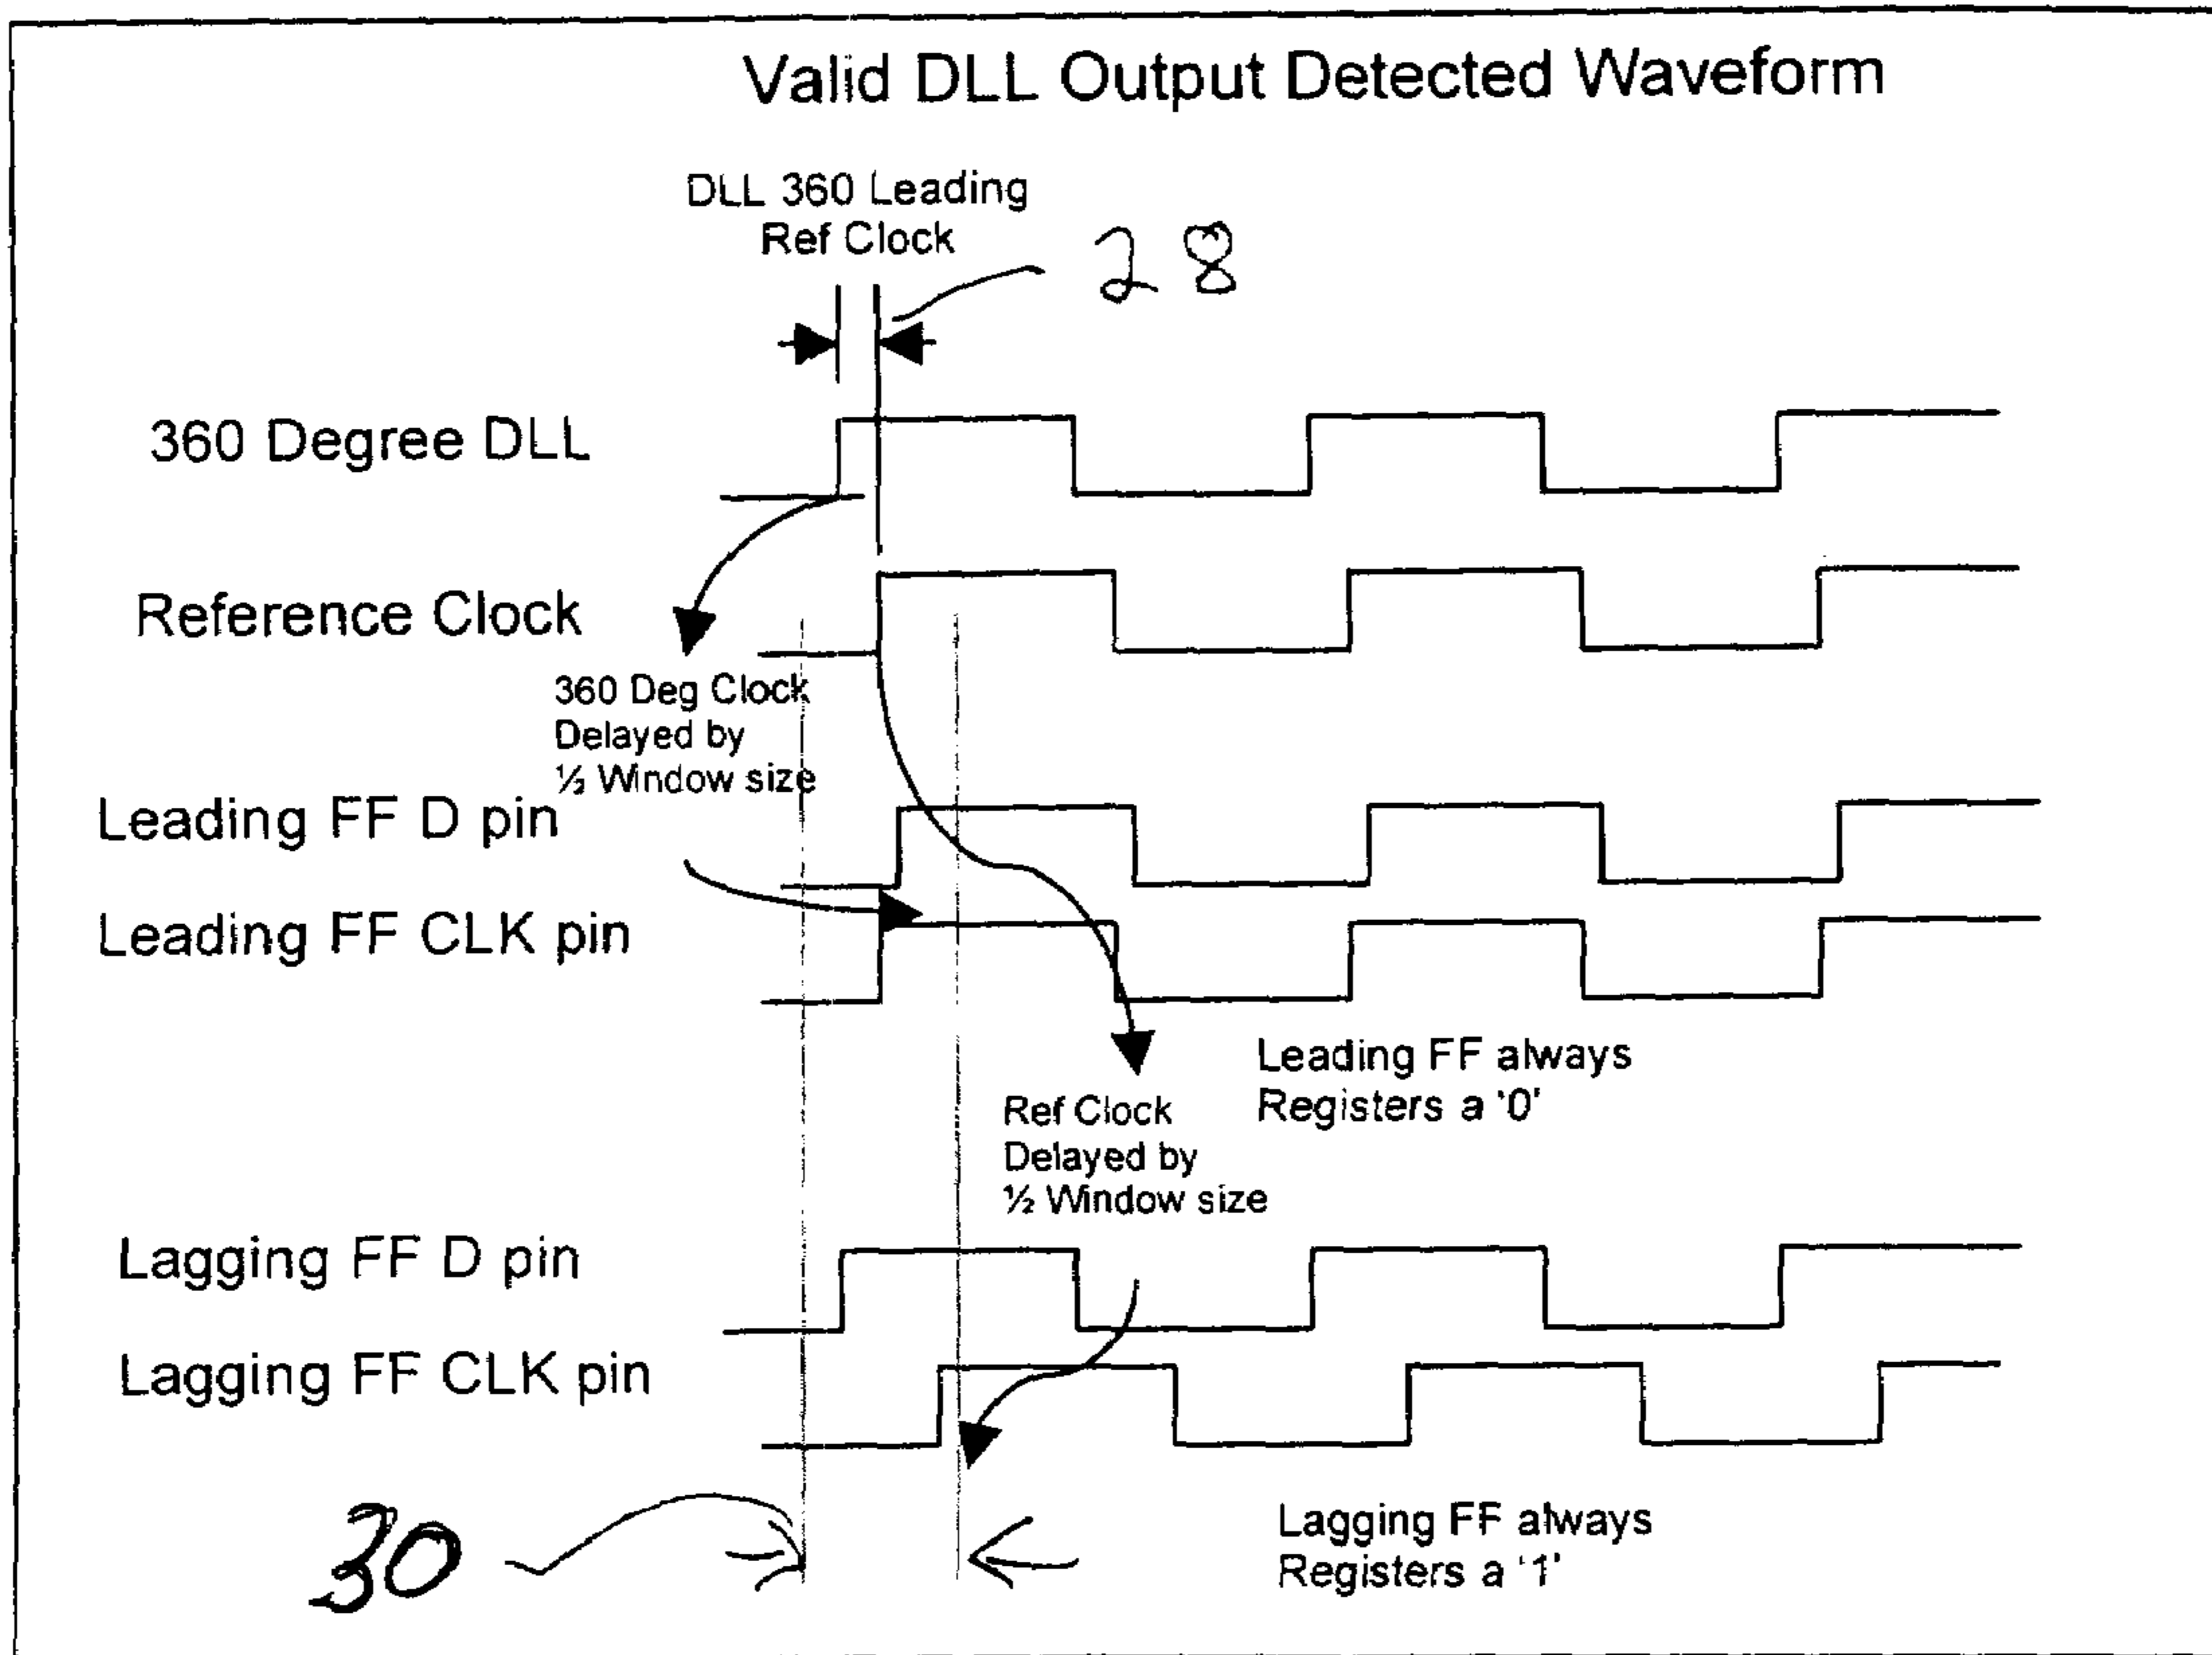 Valid DLL Output Detected Waveform
DLL 360 Leading
Ref Clock
28
360 Degree DLL
Reference Clock
360 Deg Clock
Delayed by
½ Window size
Leading FF D pin
Leading FF CLK pin
Leading FF always
Registers a '0'
Ref Clock
Delayed by
½ Window size
Lagging FF D pin
Lagging FF CLK pin
30
Lagging FF always
Registers a '1'